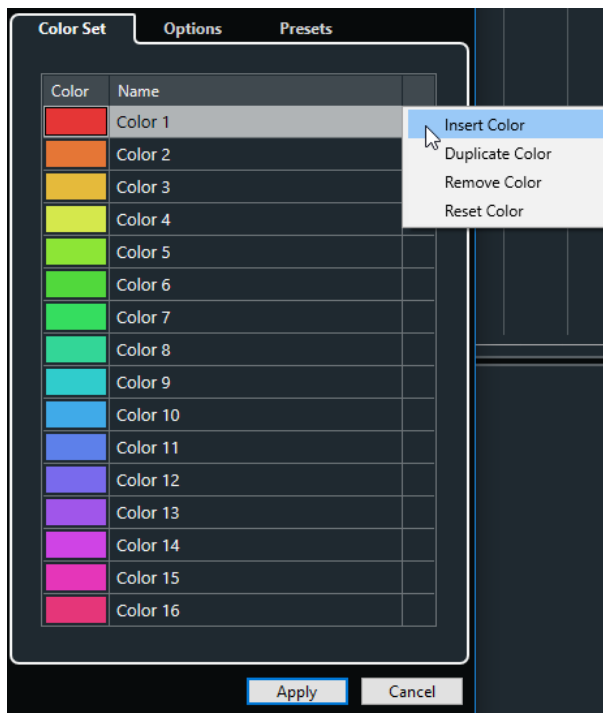 Color Set Options Presets
Color Name
Color 1
Insert Color
Color 2
Duplicate Color
Color 3
Remove Color
Color 4
Reset Color
Color 5
Color 6
Color 7
Color 8
Color 9
Color 10
Color 11
Color 12
Color 13
Color 14
Color 15
Color 16
Apply Cancel